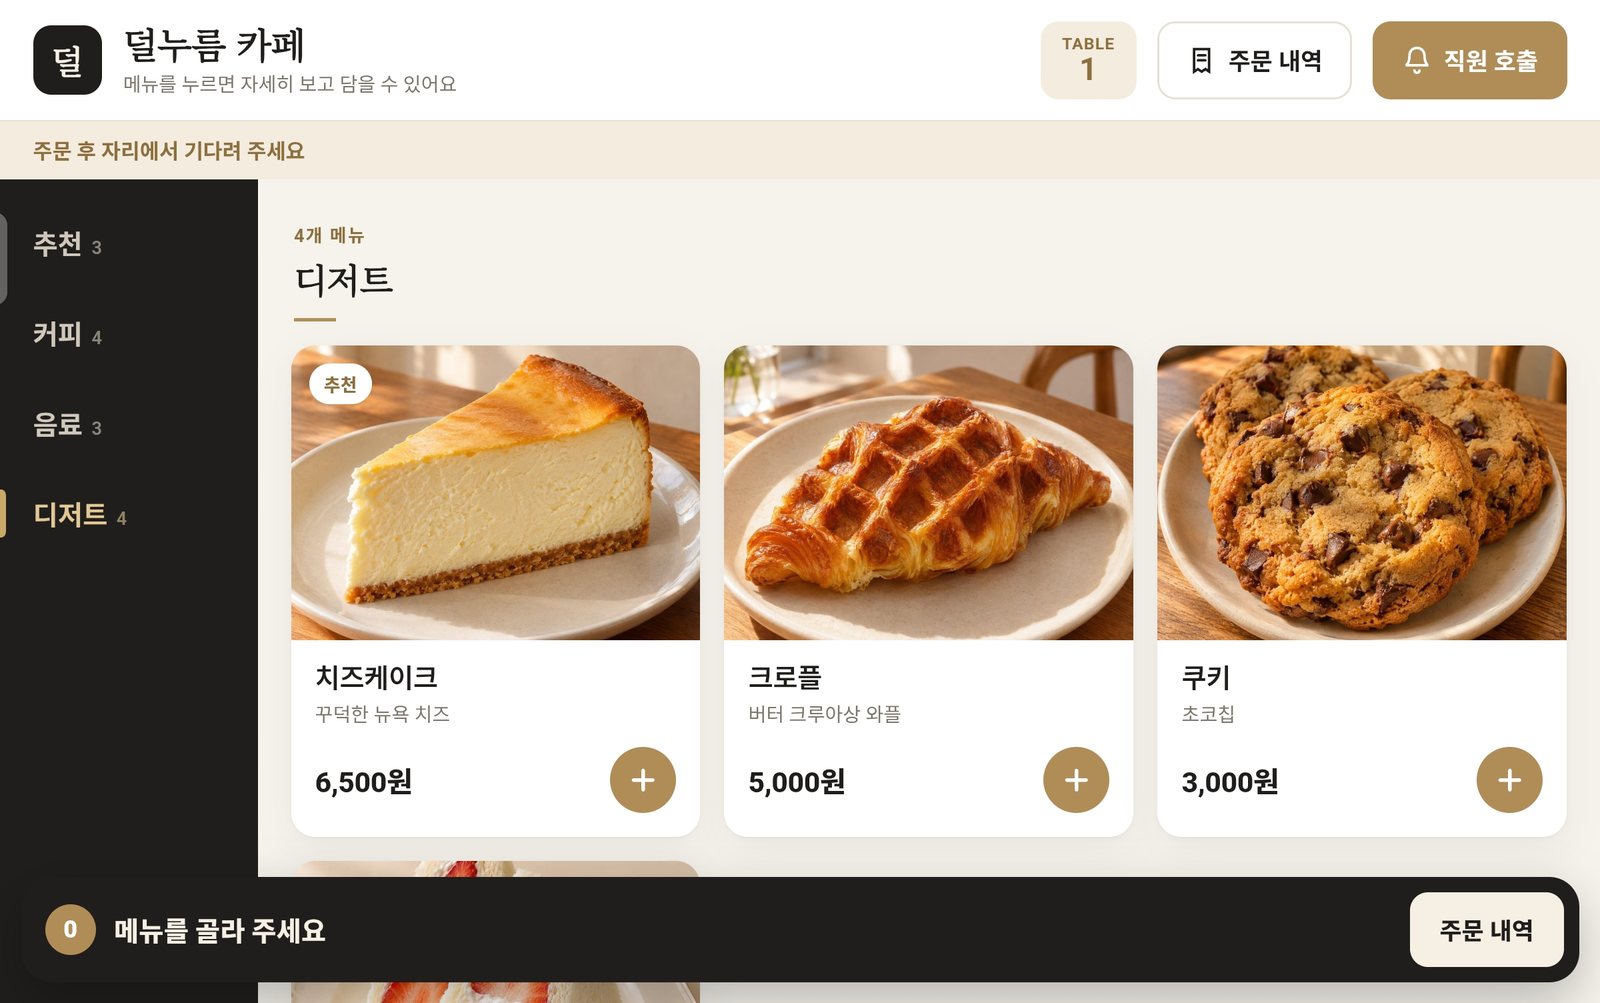 덜
덜누름 카페
메뉴를 누르면 자세히 보고 담을 수 있어요
TABLE
1
주문 내역
직원 호출
주문 후 자리에서 기다려 주세요
추천 3
커피 4
음료 3
디저트 4
4개 메뉴
디저트
추천
치즈케이크
꾸덕한 뉴욕 치즈
6,500원
크로플
버터 크루아상 와플
5,000원
쿠키
초코칩
3,000원
0
메뉴를 골라 주세요
주문 내역